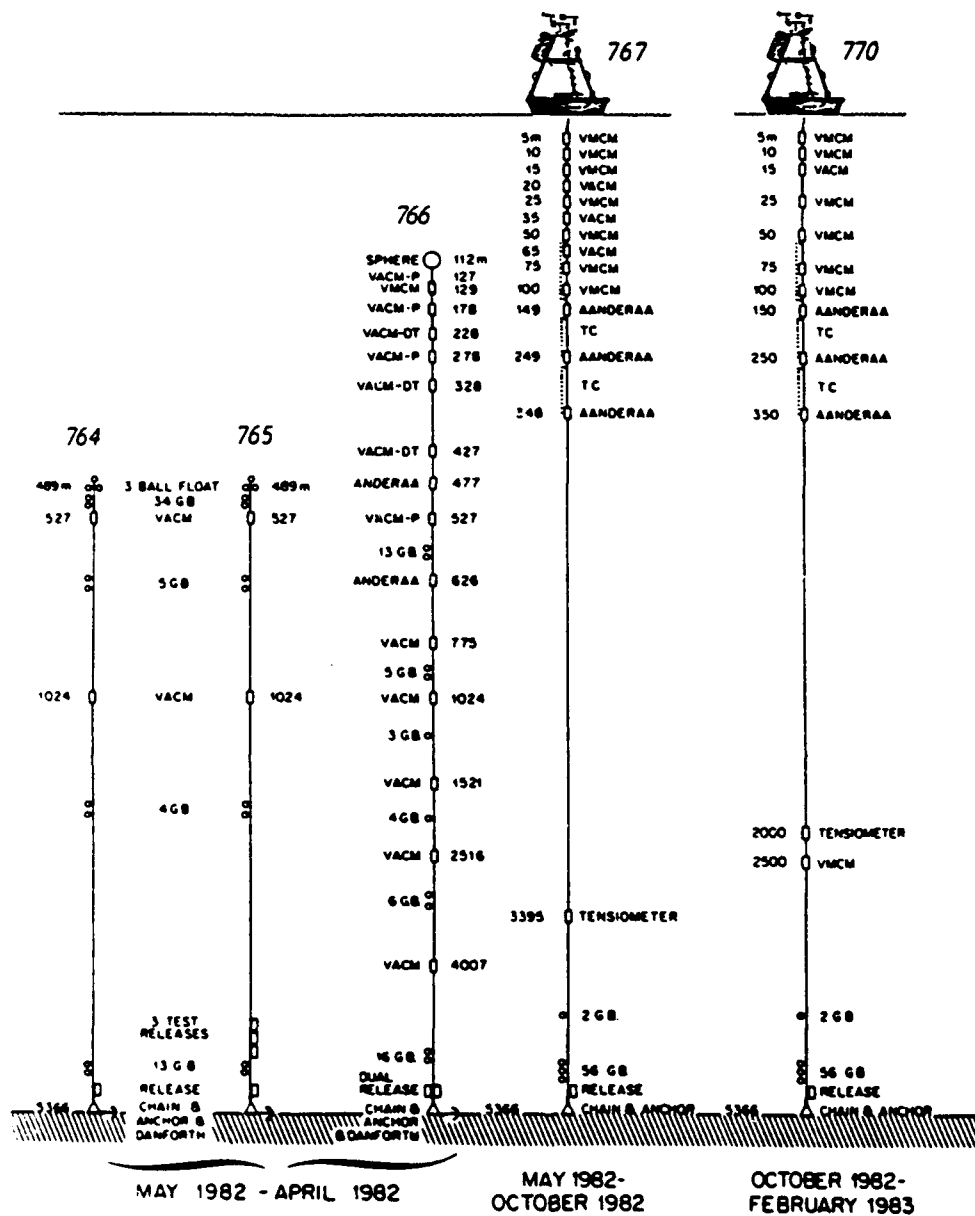 767
770
5m VMCM
10 VMCM
15 VMCM
20 VACM
25 VMCM
35 VACM
50 VMCM
65 VACM
75 VMCM
100 VMCM
149 AANDERAA
TC
249 AANDERAA
TC
AANDERAA
3395 TENSIOMETER
2 GB.
56 GB.
RELEASE
5366 CHAIN & ANCHOR
5m VMCM
10 VMCM
15 VACM
25 VMCM
50 VMCM
75 VMCM
100 VMCM
150 AANDERAA
TC
250 AANDERAA
TC
350 AANDERAA
2000 TENSIOMETER
2500 VMCM
2 GB
56 GB
RELEASE
5366 CHAIN & ANCHOR
766
SPHERE 112m
VACM-P 127
VMCM 129
VACM-P 178
VACM-DT 228
VACM-P 278
VACM-DT 328
VACM-DT 427
ANDERAA 477
VACM-P 527
13 GB.
ANDERAA 626
VACM 775
5 GB.
VACM 1024
3 GB.
VACM 1521
4 GB.
VACM 2516
6 GB.
VACM 4007
16 GB.
DUAL
RELEASE
CHAIN &
ANCHOR
& DANFORTH
764
765
489m 3 BALL FLOAT 489m
34 GB
527 VACM 527
5 GB
1024 VACM 1024
4 GB
3 TEST
RELEASES
13 GB
RELEASE
5366 CHAIN &
ANCHOR &
DANFORTH
MAY 1982 - APRIL 1982
MAY 1982-
OCTOBER 1982
OCTOBER 1982-
FEBRUARY 1983